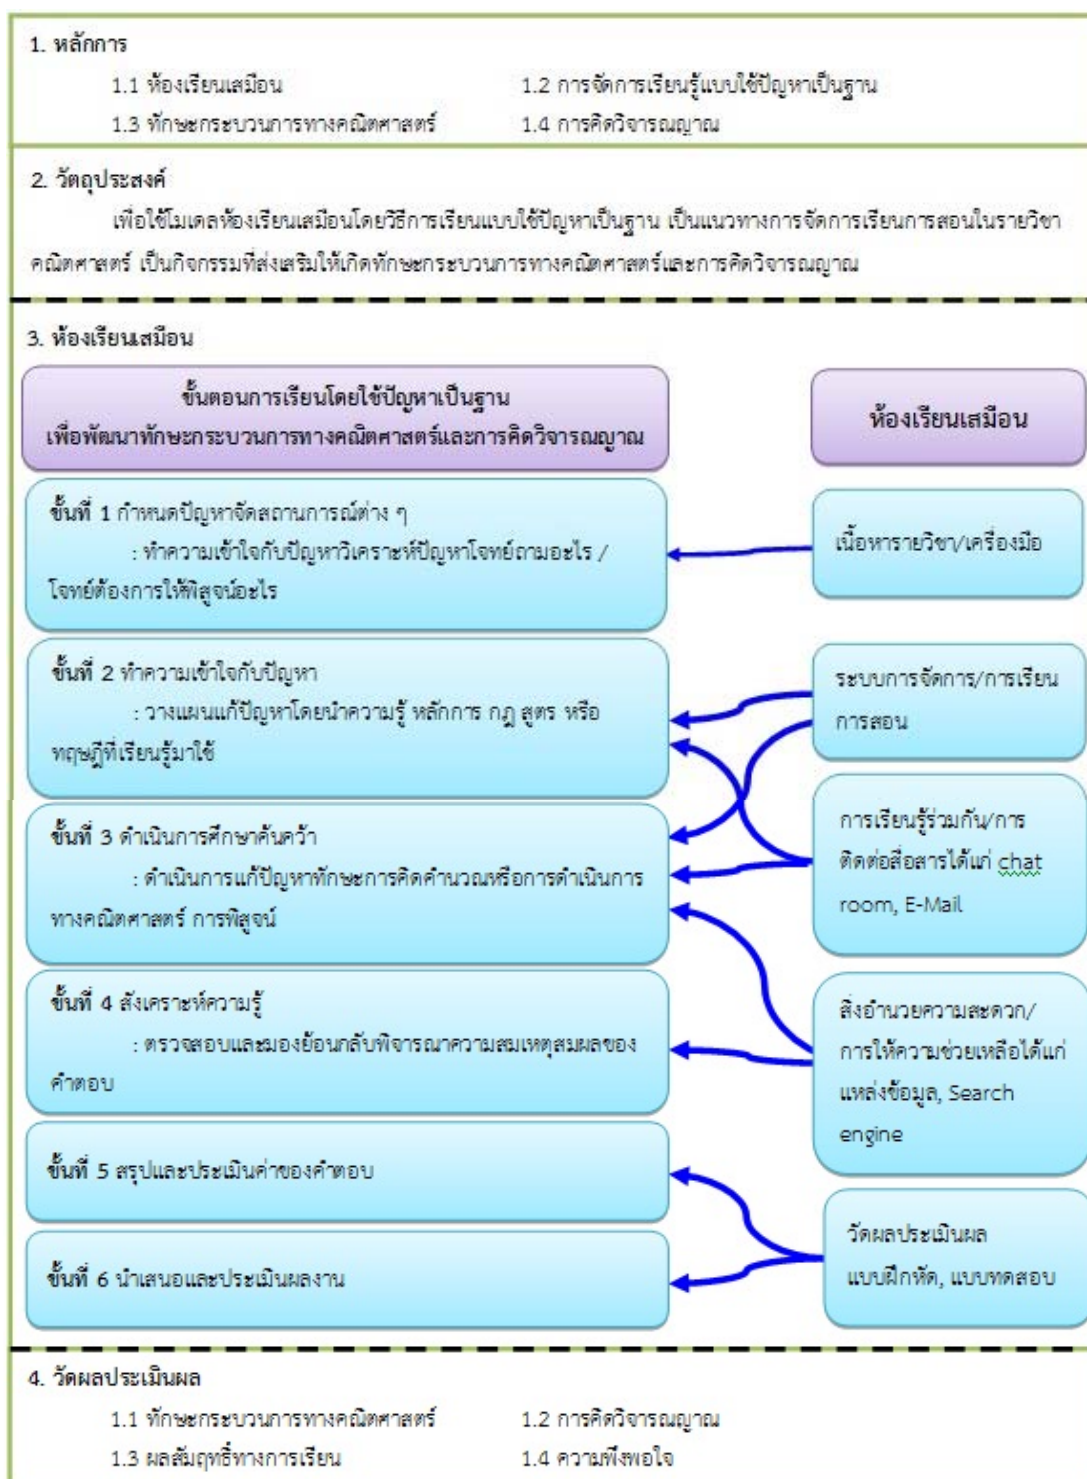 1. หลักการ
1.1 ห้องเรียนเสมือน 1.2 การจัดการเรียนรู้แบบใช้ปัญหาเป็นฐาน
1.3 ทักษะกระบวนการทางคณิตศาสตร์ 1.4 การคิดวิจารณญาณ
2. วัตถุประสงค์
เพื่อใช้โมเดลห้องเรียนเสมือนโดยวิธีการเรียนแบบใช้ปัญหาเป็นฐาน เป็นแนวทางการจัดการเรียนการสอนในรายวิชา
คณิตศาสตร์ เป็นกิจกรรมที่ส่งเสริมให้เกิดทักษะกระบวนการทางคณิตศาสตร์และการคิดวิจารณญาณ
3. ห้องเรียนเสมือน
ขั้นตอนการเรียนโดยใช้ปัญหาเป็นฐาน
เพื่อพัฒนาทักษะกระบวนการทางคณิตศาสตร์และการคิดวิจารณญาณ
ห้องเรียนเสมือน
ขั้นที่ 1 กำหนดปัญหาจัดสถานการณ์ต่าง ๆ
: ทำความเข้าใจกับปัญหาวิเคราะห์ปัญหาโจทย์ถามอะไร /
โจทย์ต้องการให้พิสูจน์อะไร
เนื้อหารายวิชา/เครื่องมือ
ขั้นที่ 2 ทำความเข้าใจกับปัญหา
: วางแผนแก้ปัญหาโดยนำความรู้ หลักการ กฎ สูตร หรือ
ทฤษฎีที่เรียนรู้มาใช้
ระบบการจัดการ/การเรียน
การสอน
ขั้นที่ 3 ดำเนินการศึกษาค้นคว้า
: ดำเนินการแก้ปัญหาทักษะการคิดคำนวณหรือการดำเนินการ
ทางคณิตศาสตร์ การพิสูจน์
การเรียนรู้ร่วมกัน/การ
ติดต่อสื่อสารได้แก่ chat
room, E-Mail
ขั้นที่ 4 สังเคราะห์ความรู้
: ตรวจสอบและมองย้อนกลับพิจารณาความสมเหตุสมผลของ
คำตอบ
สิ่งอำนวยความสะดวก/
การให้ความช่วยเหลือได้แก่
แหล่งข้อมูล, Search
engine
ขั้นที่ 5 สรุปและประเมินค่าของคำตอบ
ขั้นที่ 6 นำเสนอและประเมินผลงาน
วัดผลประเมินผล
แบบฝึกหัด, แบบทดสอบ
4. วัดผลประเมินผล
1.1 ทักษะกระบวนการทางคณิตศาสตร์ 1.2 การคิดวิจารณญาณ
1.3 ผลสัมฤทธิ์ทางการเรียน 1.4 ความพึงพอใจ